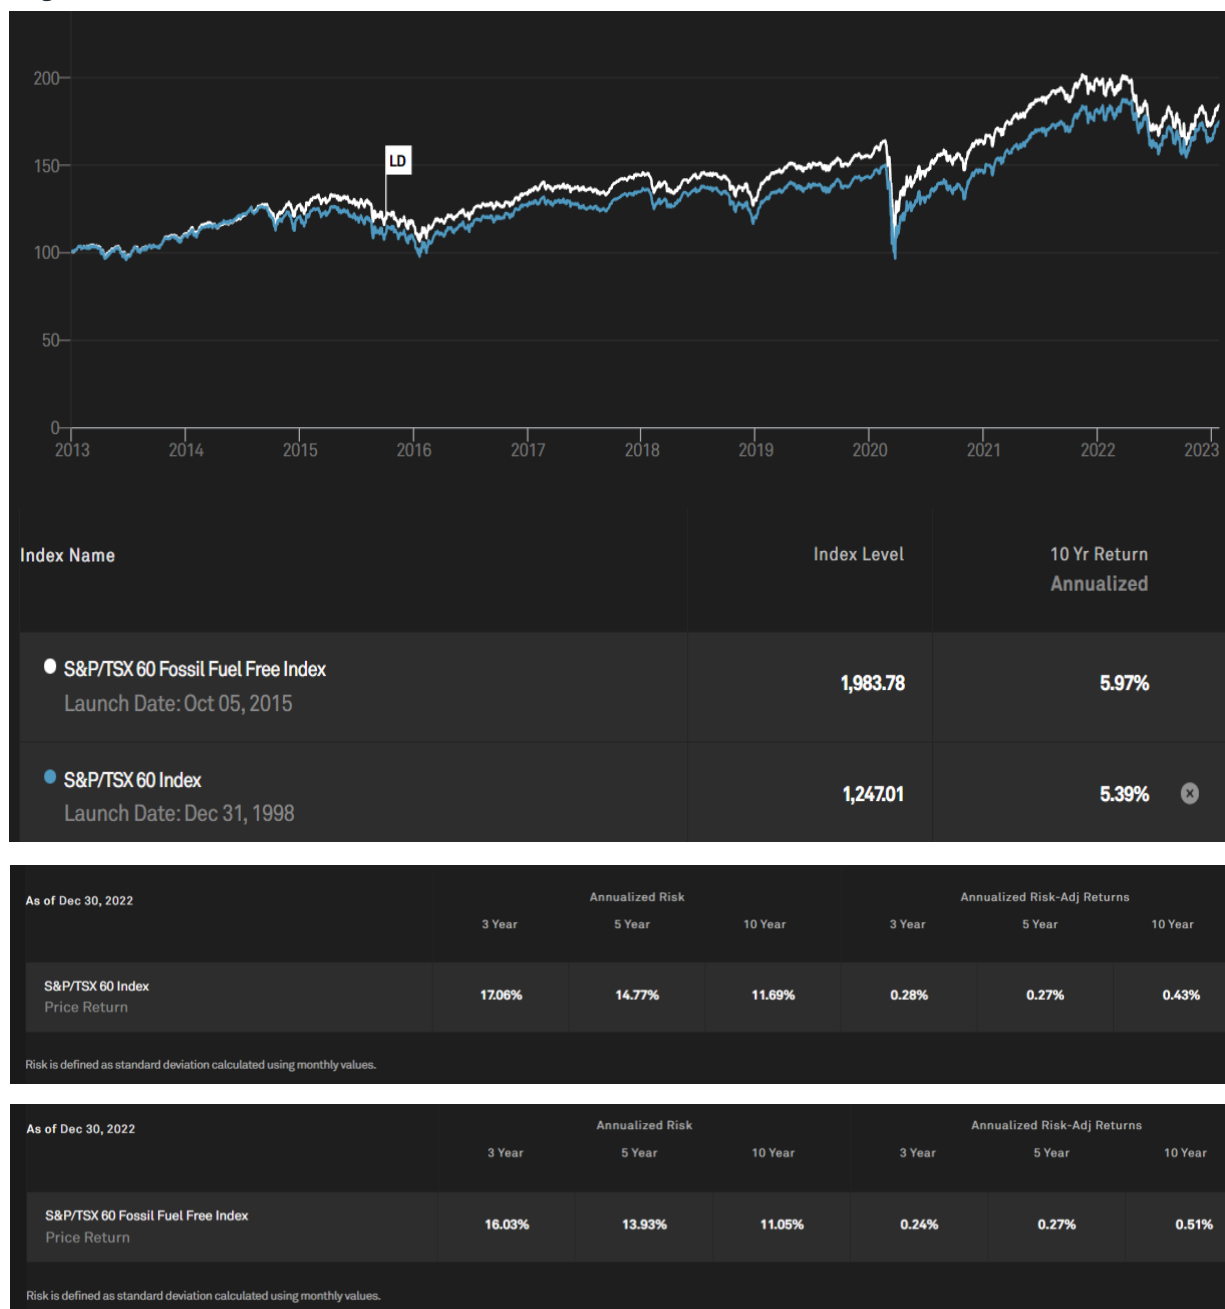 200
LD
150
100
50
0
2013 2014 2015 2016 2017 2018 2019 2020 2021 2022 2023
Index Name Index Level 10 Yr Return
Annualized
S&P/TSX 60 Fossil Fuel Free Index 1,983.78 5.97%
Launch Date: Oct 05, 2015
S&P/TSX 60 Index 1,247.01 5.39%
Launch Date: Dec 31, 1998
As of Dec 30, 2022 Annualized Risk Annualized Risk-Adj Returns
3 Year 5 Year 10 Year 3 Year 5 Year 10 Year
S&P/TSX 60 Index
Price Return 17.06% 14.77% 11.69% 0.28% 0.27% 0.43%
Risk is defined as standard deviation calculated using monthly values.
As of Dec 30, 2022 Annualized Risk Annualized Risk-Adj Returns
3 Year 5 Year 10 Year 3 Year 5 Year 10 Year
S&P/TSX 60 Fossil Fuel Free Index
Price Return 16.03% 13.93% 11.05% 0.24% 0.27% 0.51%
Risk is defined as standard deviation calculated using monthly values.